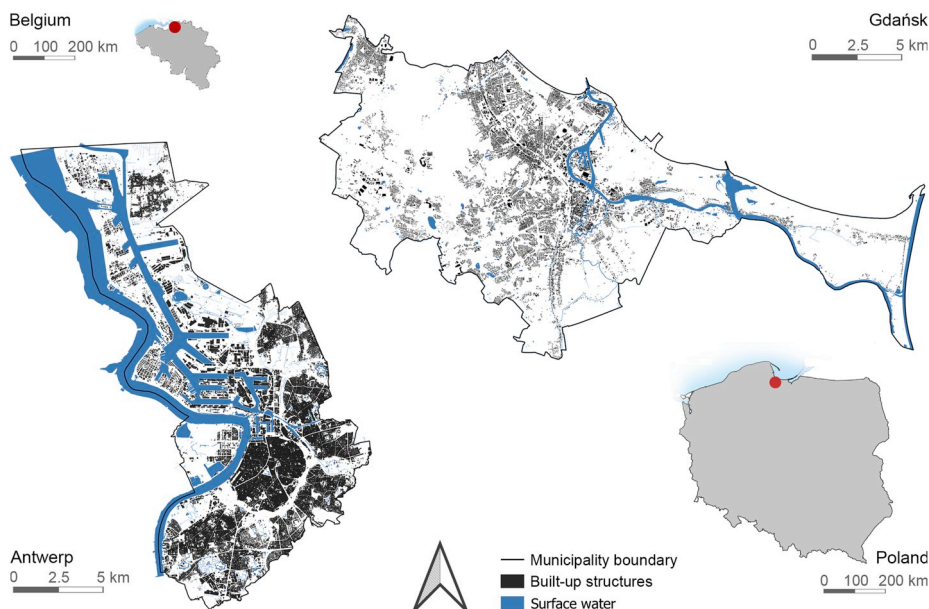 Belgium
0 100 200 km
Gdańsk
0 2.5 5 km
Antwerp
0 2.5 5 km
Municipality boundary
Built-up structures
Surface water
Poland
0 100 200 km